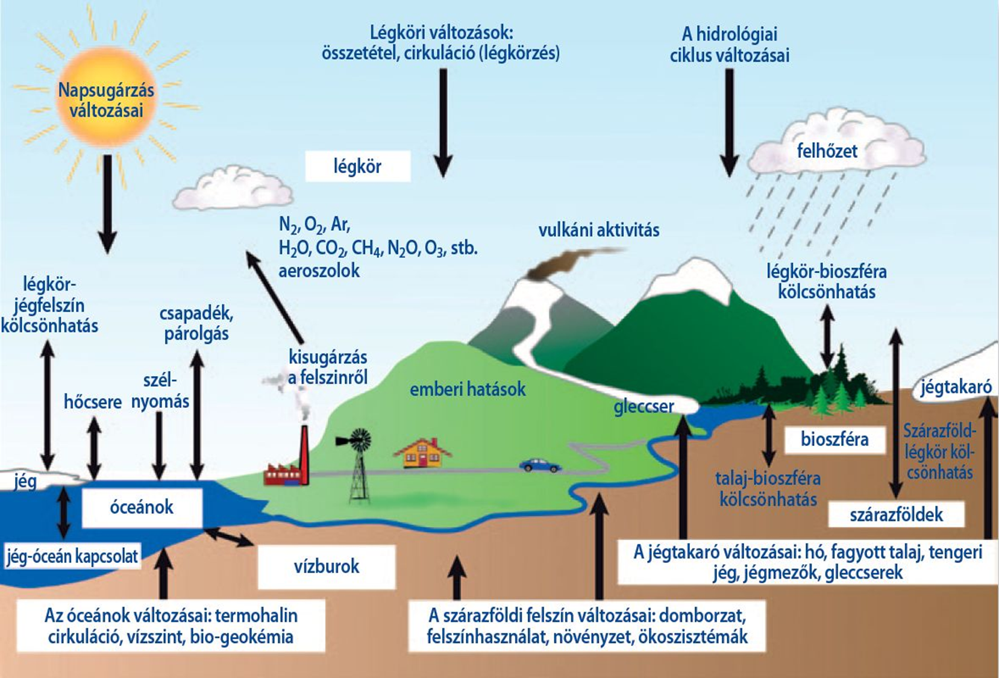 Légköri változások:
összetétel, cirkuláció (légkörzés)
A hidrológiai
ciklus változásai
Napsugárzás
változásai
légkör
felhőzet
N₂, O₂, Ar,
H₂O, CO₂, CH₄, N₂O, O₃, stb.
aeroszolok
vulkáni aktivitás
légkör-bioszféra
kölcsönhatás
légkör-
jégfelszín
kölcsönhatás
csapadék,
párolgás
kisugárzás
a felszinről
szél-
nyomás
hőcsere
emberi hatások
gleccser
jégtakaró
bioszféra
Szárazföld-
légkör köl-
csönhatás
talaj-bioszféra
kölcsönhatás
jég
óceánok
szárazföldek
jég-óceán kapcsolat
vízburok
A jégtakaró változásai: hó, fagyott talaj, tengeri
jég, jégmezők, gleccserek
Az óceánok változásai: termohalin
cirkuláció, vízszint, bio-geokémia
A szárazföldi felszín változásai: domborzat,
felszínhasználat, növényzet, ökoszisztémák